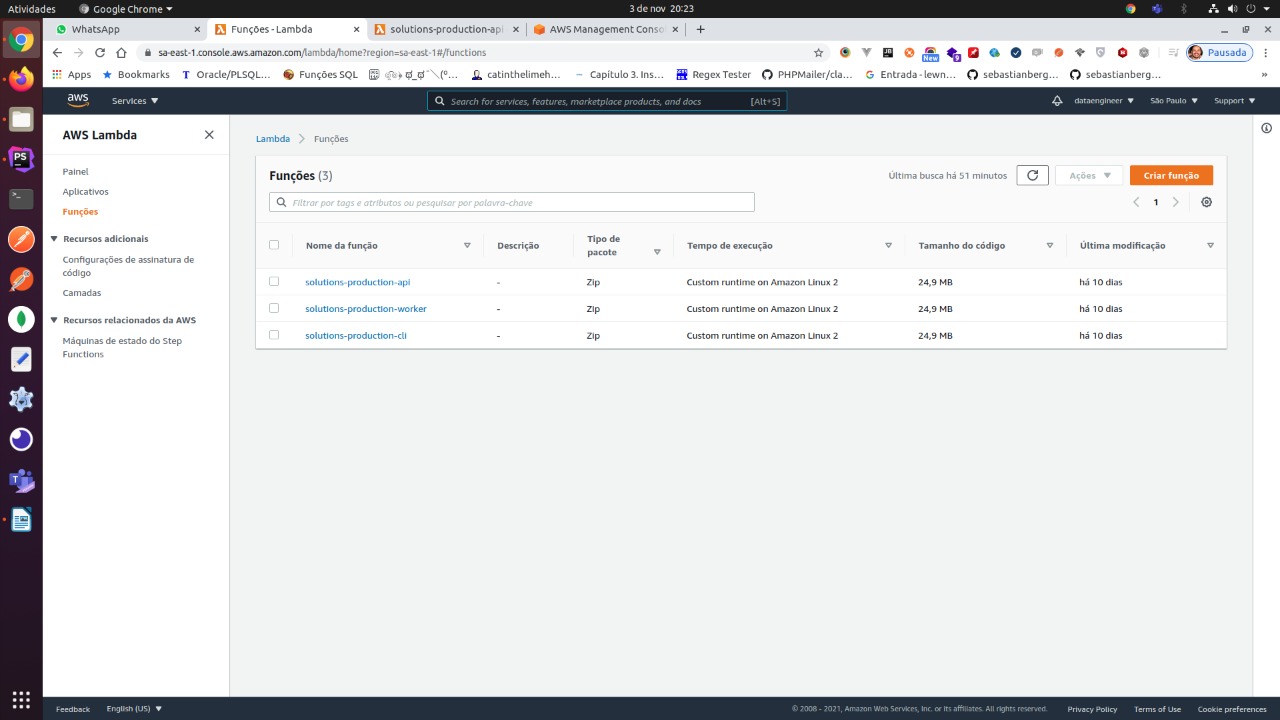 Atividades
Google Chrome
3 de nov 20:23
WhatsApp
Funções - Lambda
solutions-production-api
AWS Management Consol
sa-east-1.console.aws.amazon.com/lambda/home?region=sa-east-1#/functions
New
9
Pausada
Apps
Bookmarks
Oracle/PLSQL...
Funções SQL
catinthelimeh...
Capítulo 3. Ins...
Regex Tester
PHPMailer/cla...
Entrada - lewn...
sebastianberg...
sebastianberg...
»
aws
Services
Search for services, features, marketplace products, and docs
[Alt+S]
dataengineer
São Paulo
Support
AWS Lambda
Painel
Aplicativos
Funções
Recursos adicionais
Configurações de assinatura de
código
Camadas
Recursos relacionados da AWS
Máquinas de estado do Step
Functions
Lambda
Funções
Funções (3)
Última busca há 51 minutos
Ações
Criar função
Filtrar por tags e atributos ou pesquisar por palavra-chave
1
Nome da função
Descrição
Tipo de
pacote
Tempo de execução
Tamanho do código
Última modificação
solutions-production-api - Zip Custom runtime on Amazon Linux 2 24,9 MB há 10 dias
solutions-production-worker - Zip Custom runtime on Amazon Linux 2 24,9 MB há 10 dias
solutions-production-cli - Zip Custom runtime on Amazon Linux 2 24,9 MB há 10 dias
PS
Feedback
English (US)
© 2008 - 2021, Amazon Web Services, Inc. or its affiliates. All rights reserved.
Privacy Policy
Terms of Use
Cookie preferences